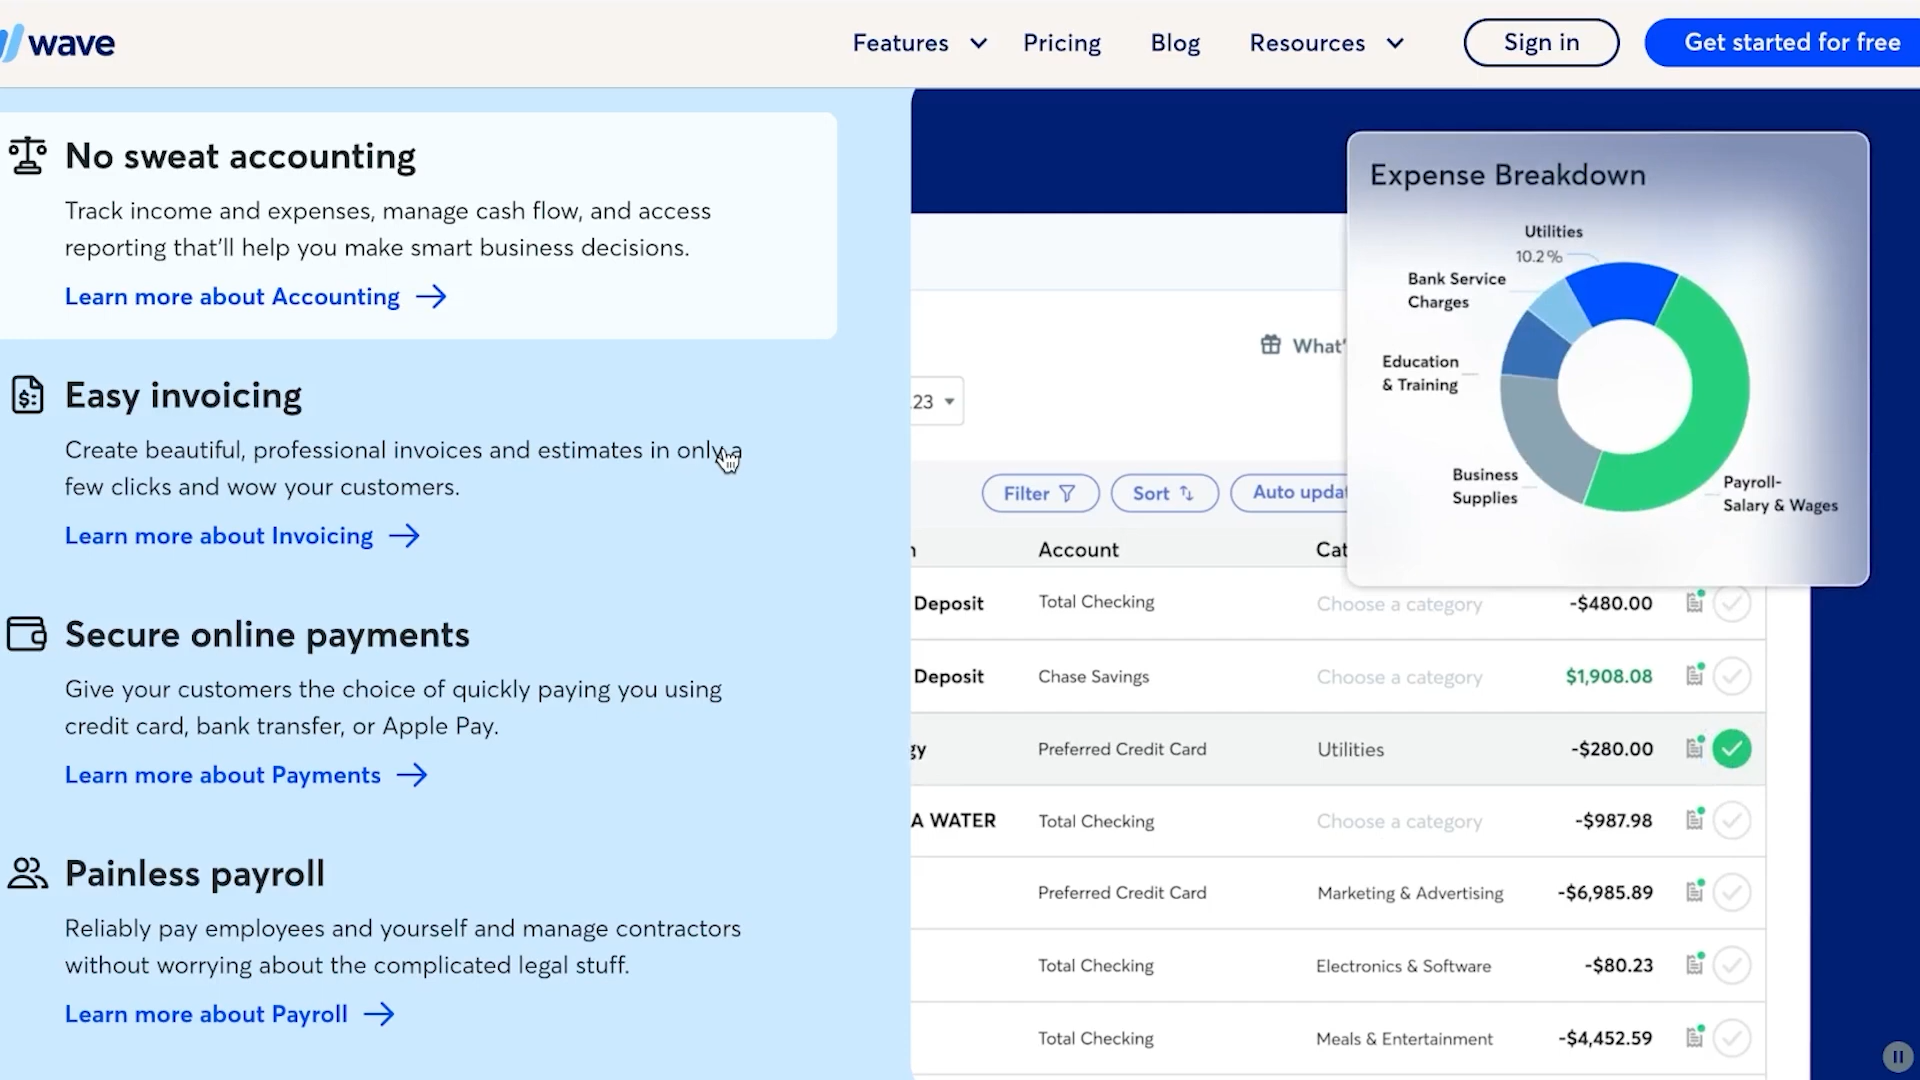 wave
Features
Pricing
Blog
Resources
Sign in
Get started for free
No sweat accounting
Track income and expenses, manage cash flow, and access
reporting that'll help you make smart business decisions.
Learn more about Accounting
Easy invoicing
Create beautiful, professional invoices and estimates in only a
few clicks and wow your customers.
Learn more about Invoicing
Secure online payments
Give your customers the choice of quickly paying you using
credit card, bank transfer, or Apple Pay.
Learn more about Payments
Painless payroll
Reliably pay employees and yourself and manage contractors
without worrying about the complicated legal stuff.
Learn more about Payroll
Expense Breakdown
Utilities
10.2%
Bank Service
Charges
Education
& Training
Business
Supplies
Payroll-
Salary & Wages
What'
23
Filter
Sort
Auto updat
Account Cat
Deposit Total Checking Choose a category -$480.00
Deposit Chase Savings Choose a category $1,908.08
gy Preferred Credit Card Utilities -$280.00
A WATER Total Checking Choose a category -$987.98
Preferred Credit Card Marketing & Advertising -$6,985.89
Total Checking Electronics & Software -$80.23
Total Checking Meals & Entertainment -$4,452.59